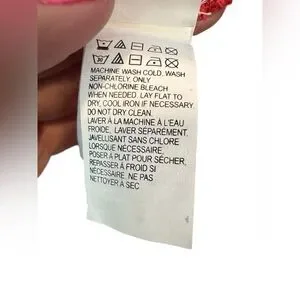 MACHINE WASH COLD. WASH
SEPARATELY. ONLY
NON-CHLORINE BLEACH
WHEN NEEDED. LAY FLAT TO
DRY, COOL IRON IF NECESSARY.
DO NOT DRY CLEAN.
LAVER À LA MACHINE À L'EAU
FROIDE, LAVER SÉPARÉMENT.
JAVELLISANT SANS CHLORE
LORSQUE NÉCESSAIRE,
POSER À PLAT POUR SÉCHER,
REPASSER À FROID SI
NÉCESSAIRE. NE PAS
NETTOYER À SEC